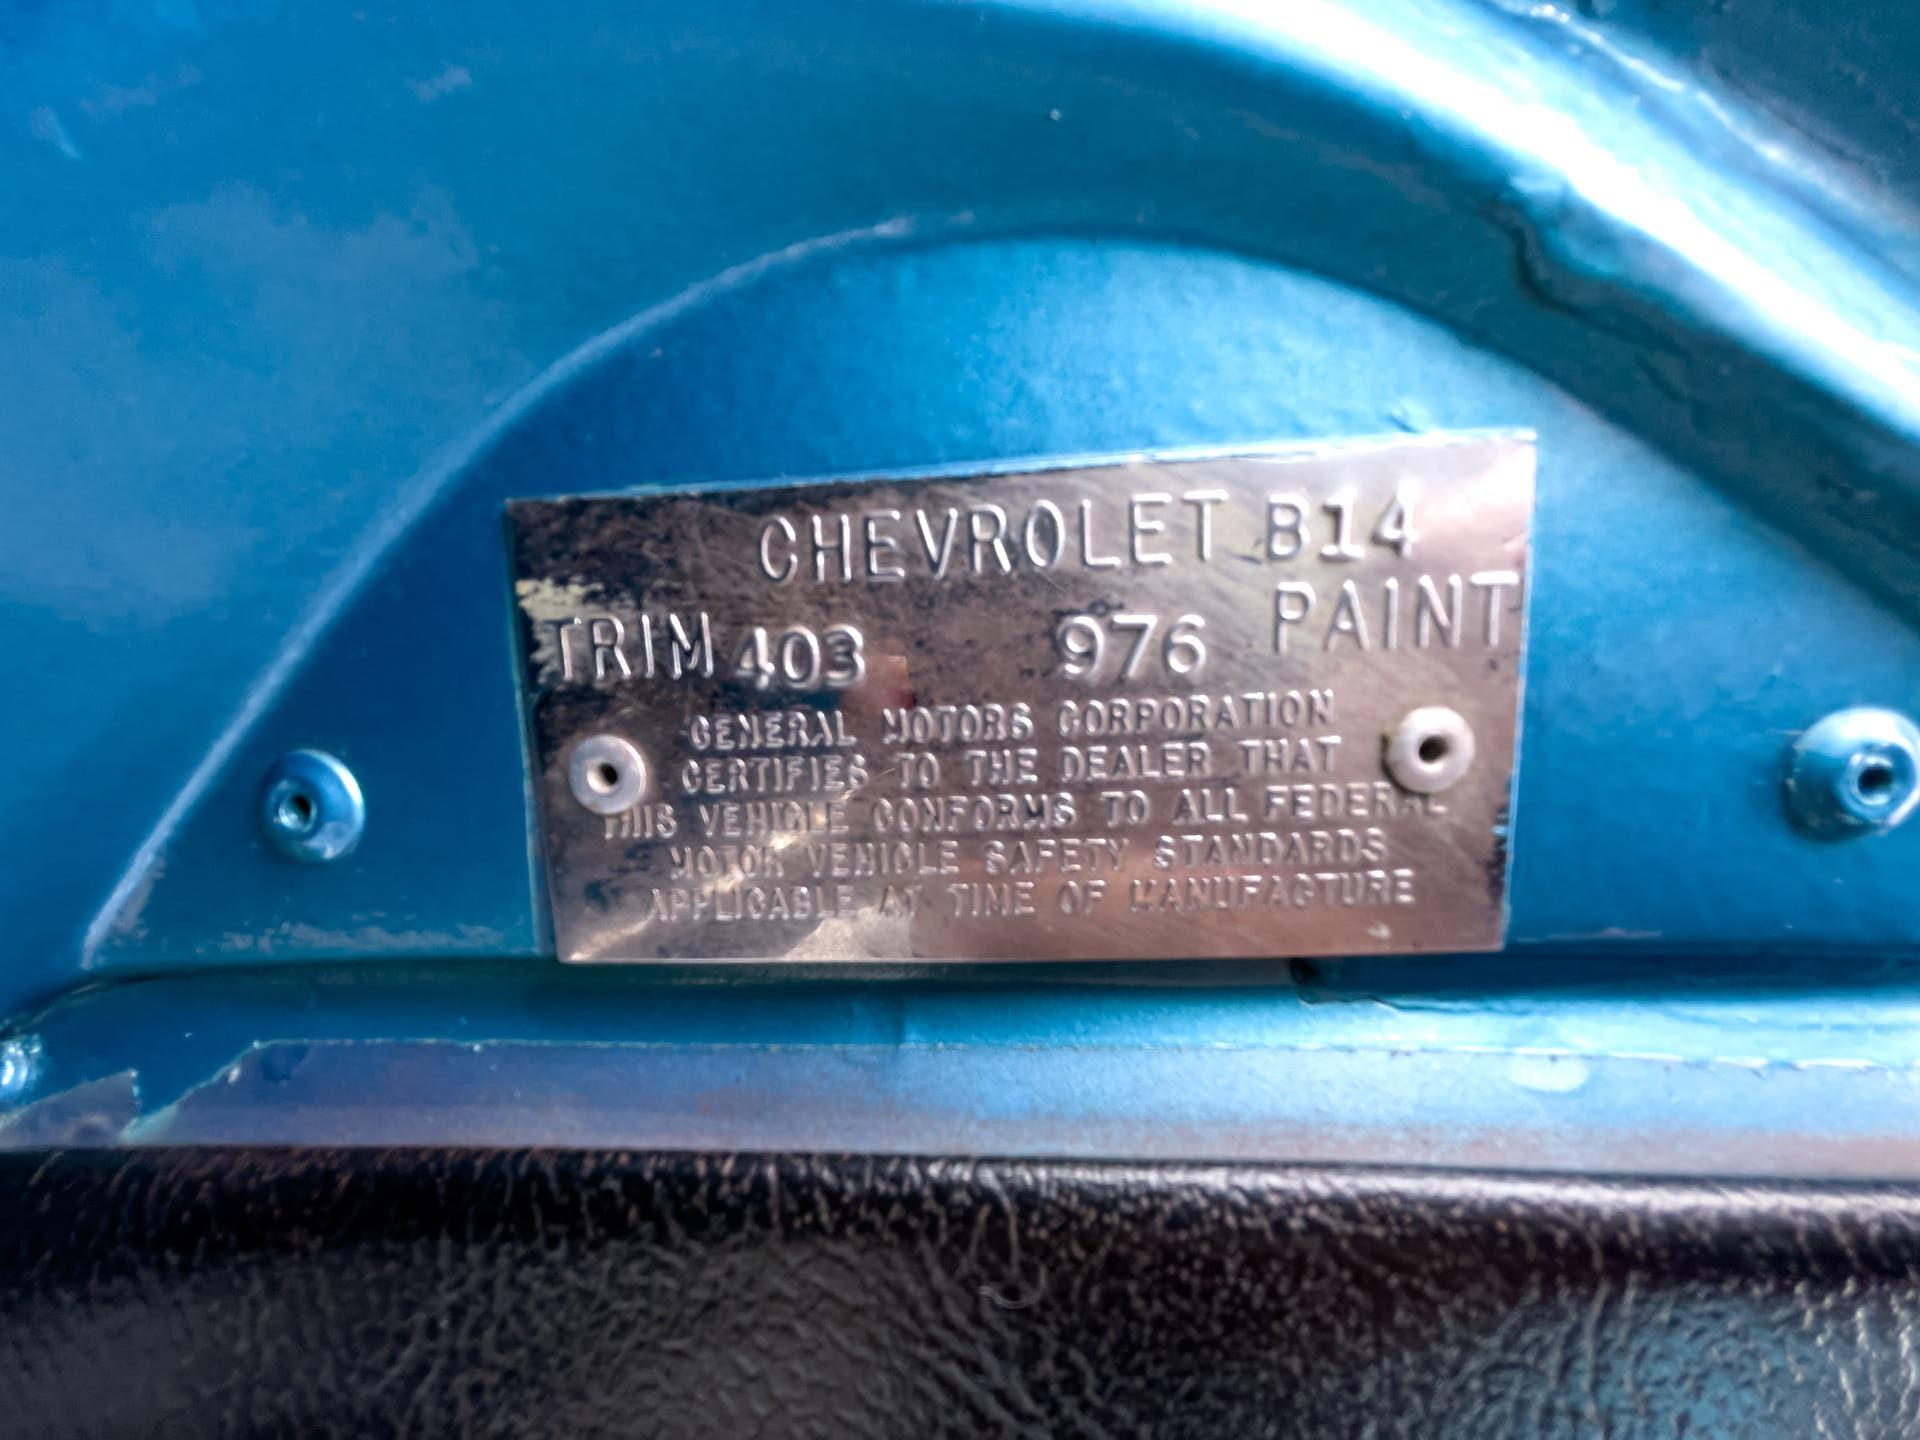 CHEVROLET B14
TRIM 403 976 PAINT
GENERAL MOTORS CORPORATION
CERTIFIES TO THE DEALER THAT
THIS VEHICLE CONFORMS TO ALL FEDERAL
MOTOR VEHICLE SAFETY STANDARDS
APPLICABLE AT TIME OF MANUFACTURE